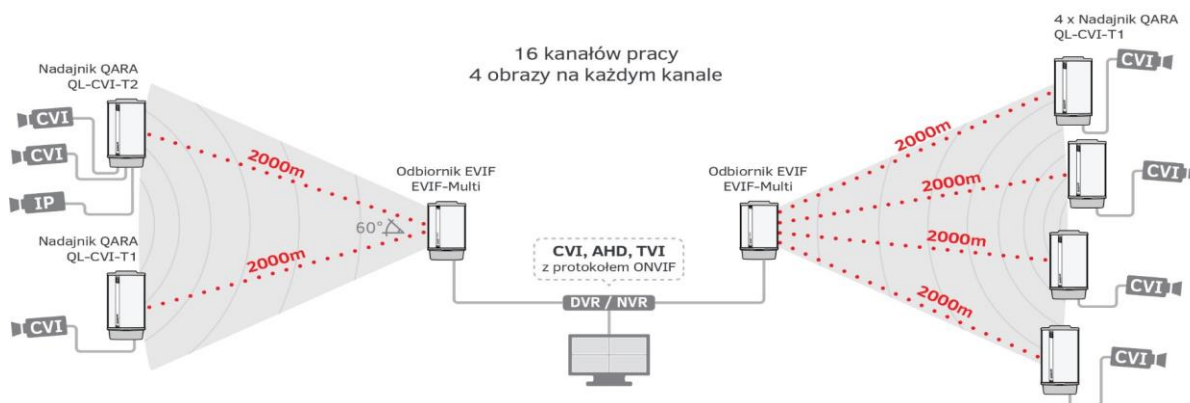 16 kanałów pracy
4 obrazy na każdym kanale
Nadajnik QARA
QL-CVI-T2
CVI
CVI
IP
2000m
Nadajnik QARA
QL-CVI-T1
CVI
2000m
60°
Odbiornik EVIF
EVIF-Multi
CVI, AHD, TVI
z protokołem ONVIF
DVR / NVR
Odbiornik EVIF
EVIF-Multi
4 x Nadajnik QARA
QL-CVI-T1
CVI
2000m
CVI
2000m
CVI
2000m
CVI
2000m